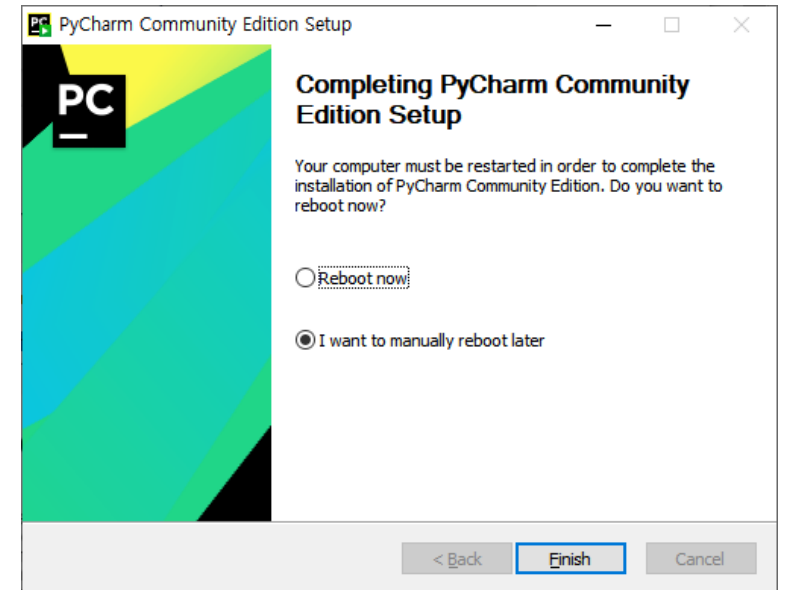 PyCharm Community Edition Setup
PC
Completing PyCharm Community
Edition Setup
Your computer must be restarted in order to complete the
installation of PyCharm Community Edition. Do you want to
reboot now?
Reboot now
I want to manually reboot later
< Back
Finish
Cancel